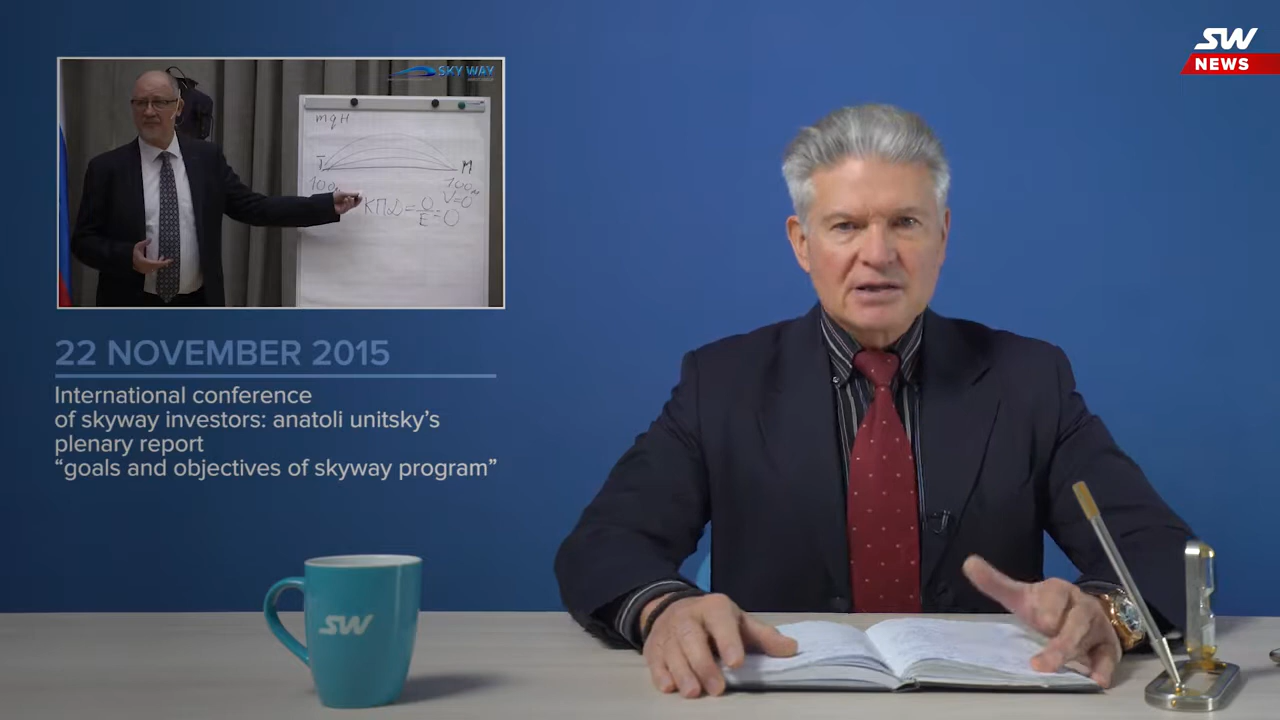 SW
NEWS
SKY WAY
mgH
T
M
100
100
V=0
КПД=0/E=0
22 NOVEMBER 2015
International conference
of skyway investors: anatoli unitsky’s
plenary report
“goals and objectives of skyway program”
SW